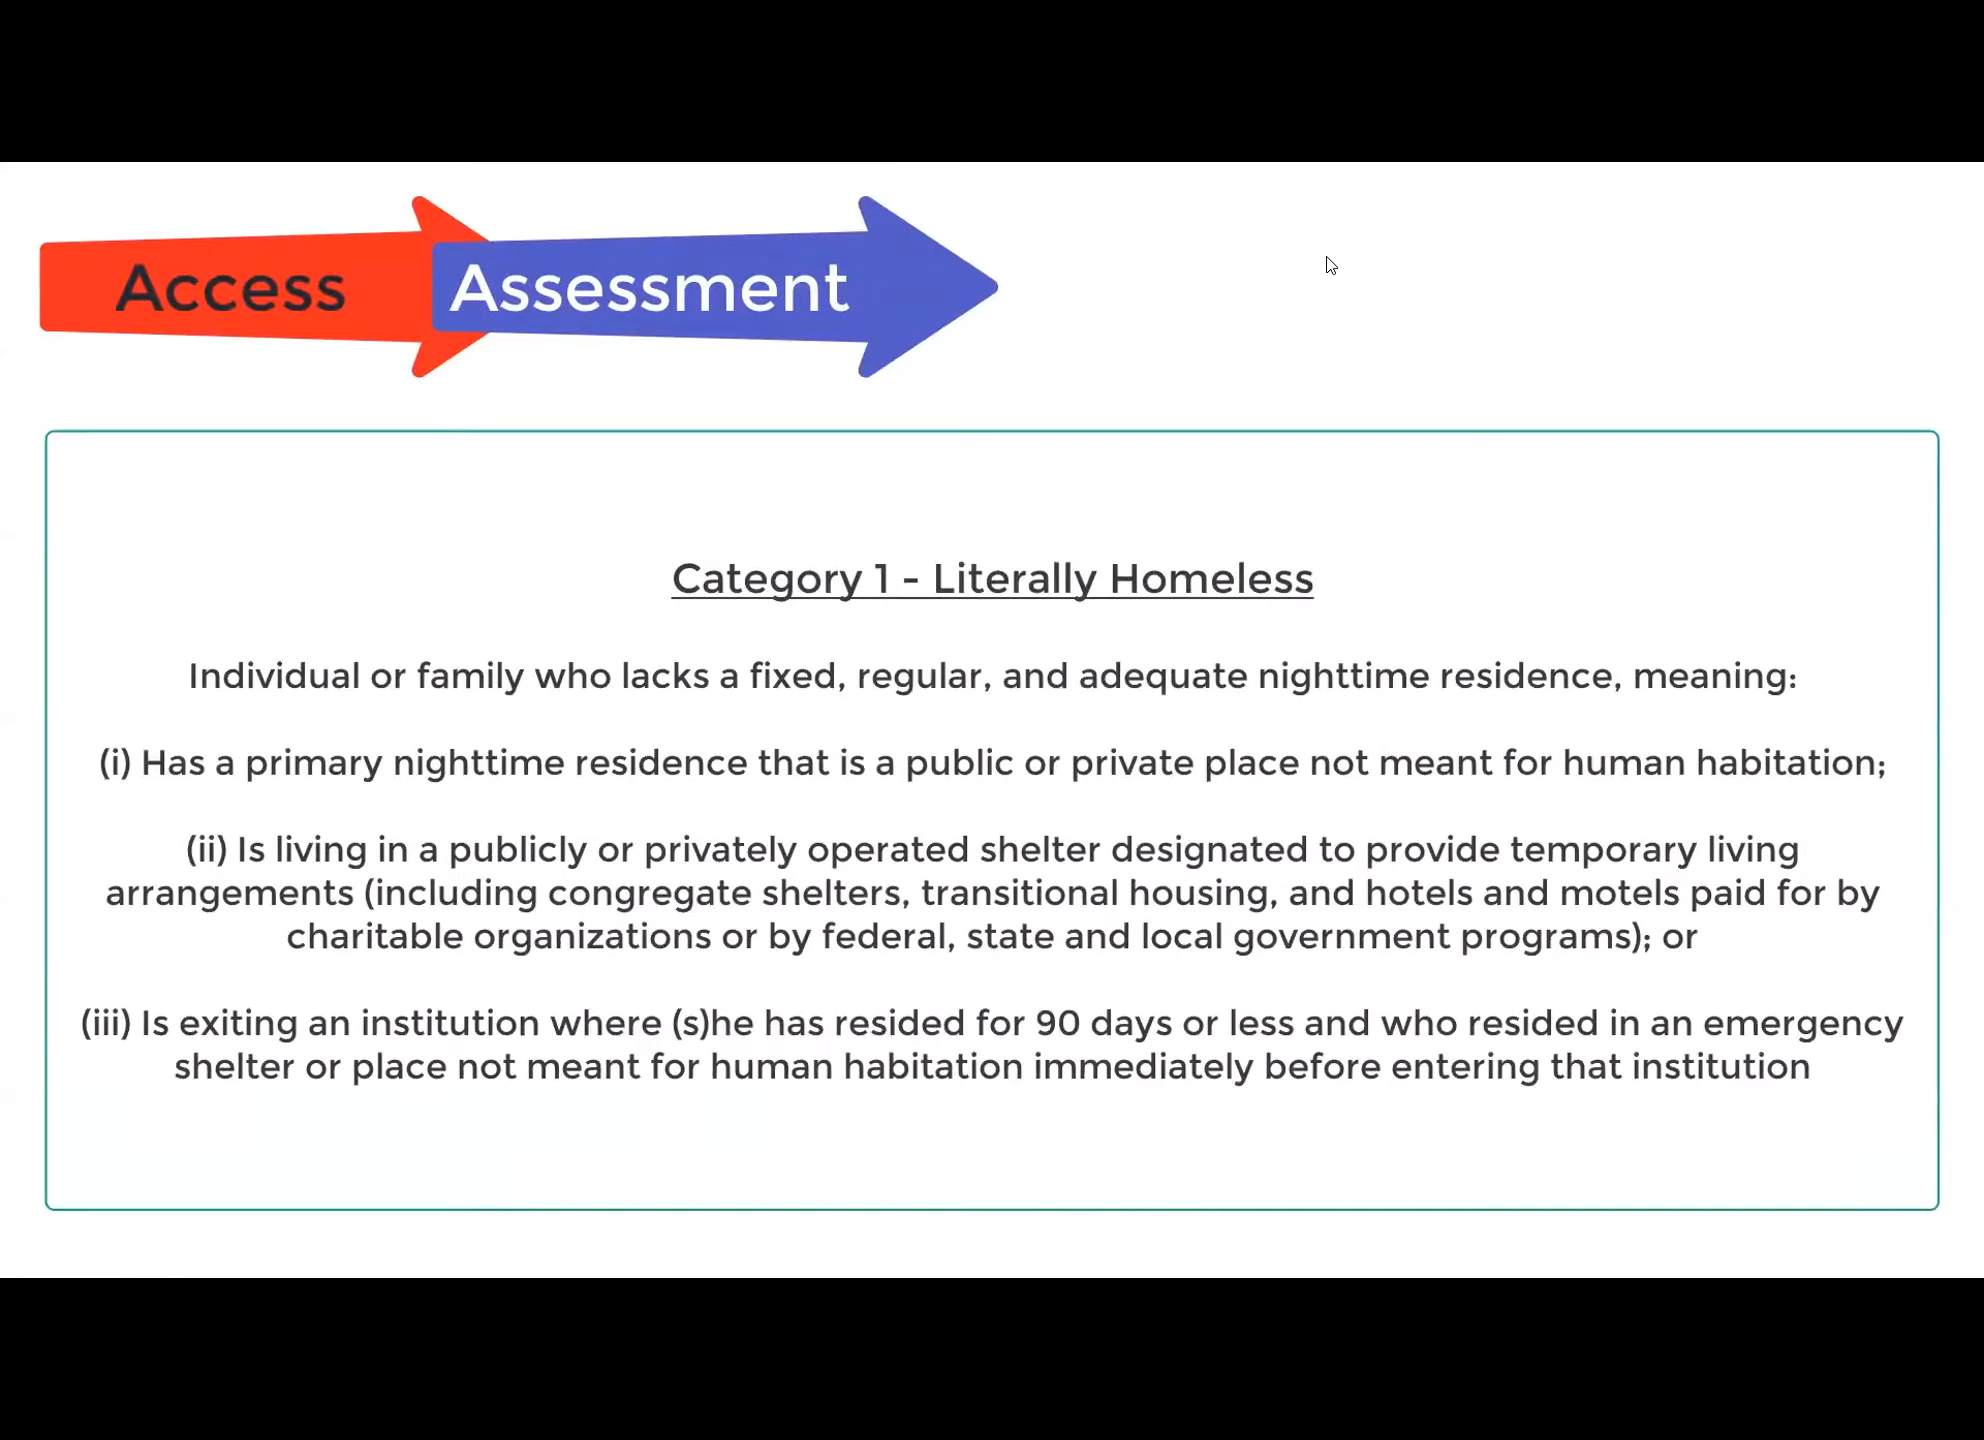 Access
Assessment
Category 1 - Literally Homeless
Individual or family who lacks a fixed, regular, and adequate nighttime residence, meaning:
(i) Has a primary nighttime residence that is a public or private place not meant for human habitation;
(ii) Is living in a publicly or privately operated shelter designated to provide temporary living
arrangements (including congregate shelters, transitional housing, and hotels and motels paid for by
charitable organizations or by federal, state and local government programs); or
(iii) Is exiting an institution where (s)he has resided for 90 days or less and who resided in an emergency
shelter or place not meant for human habitation immediately before entering that institution